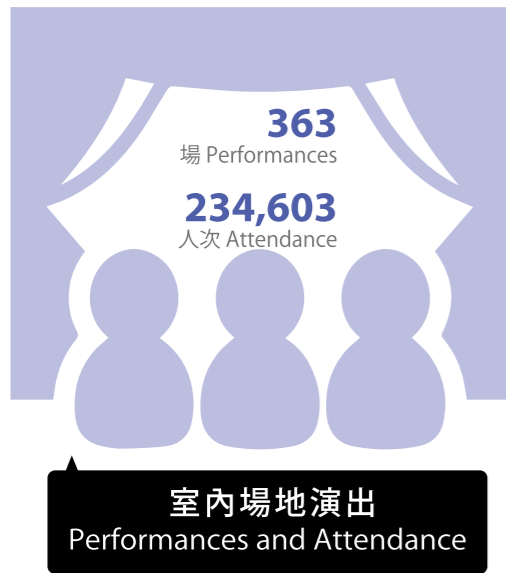 363
場 Performances
234,603
人次 Attendance
室內場地演出
Performances and Attendance